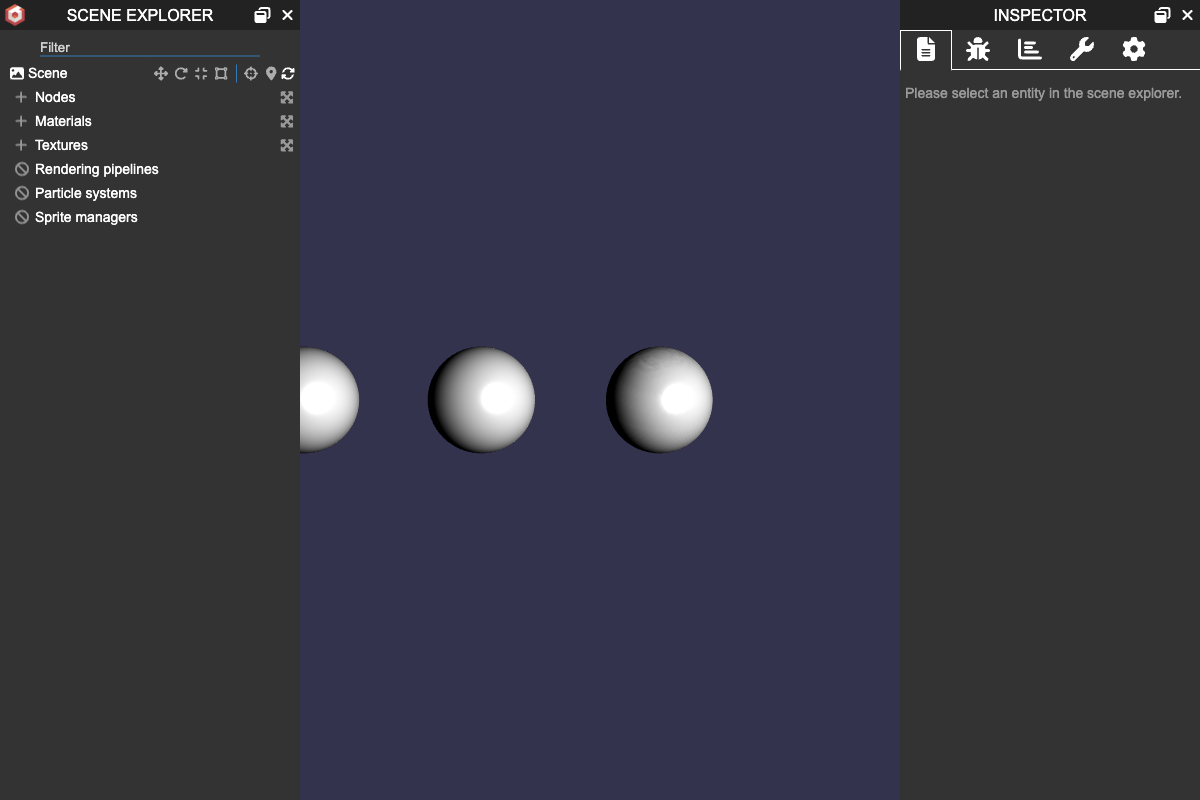 SCENE EXPLORER
Filter
Scene
Nodes
Materials
Textures
Rendering pipelines
Particle systems
Sprite managers
INSPECTOR
Please select an entity in the scene explorer.